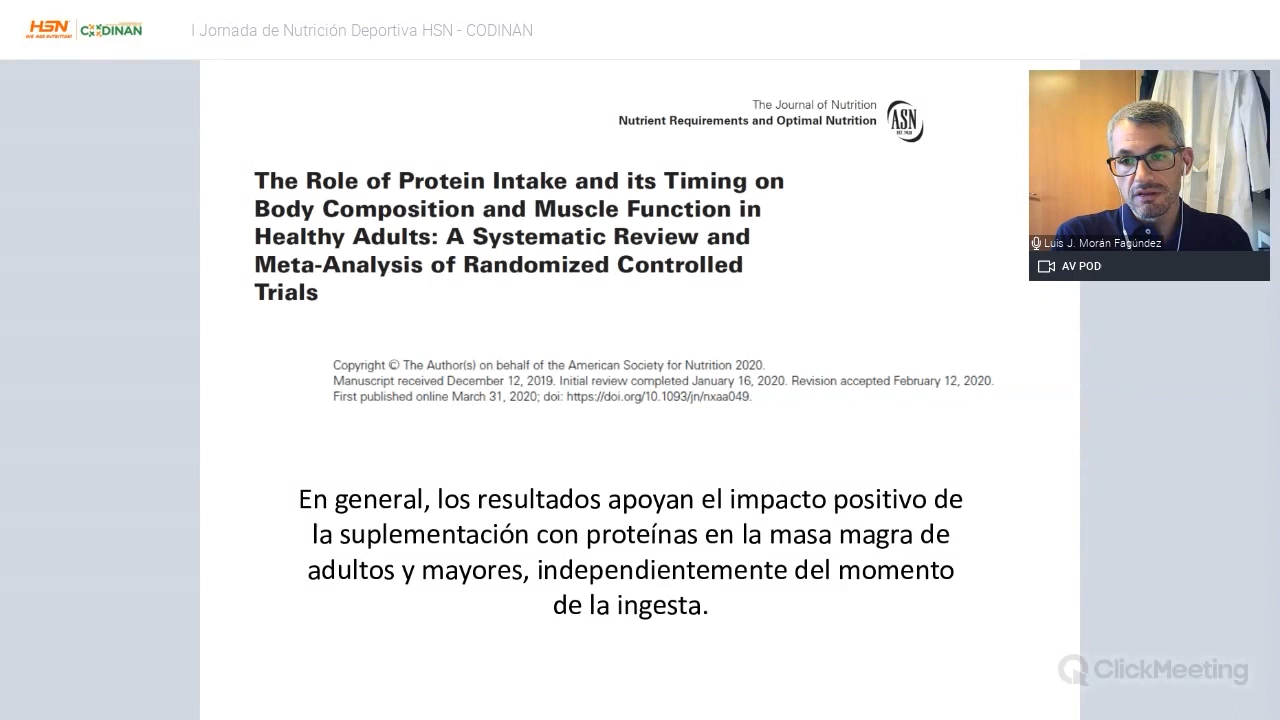 HSN
CODINAN
I Jornada de Nutrición Deportiva HSN - CODINAN
The Journal of Nutrition
Nutrient Requirements and Optimal Nutrition
ASN
The Role of Protein Intake and its Timing on
Body Composition and Muscle Function in
Healthy Adults: A Systematic Review and
Meta-Analysis of Randomized Controlled
Trials
Luis J. Morán Fagúndez
AV POD
Copyright © The Author(s) on behalf of the American Society for Nutrition 2020.
Manuscript received December 12, 2019. Initial review completed January 16, 2020. Revision accepted February 12, 2020.
First published online March 31, 2020; doi: https://doi.org/10.1093/jn/nxaa049.
En general, los resultados apoyan el impacto positivo de
la suplementación con proteínas en la masa magra de
adultos y mayores, independientemente del momento
de la ingesta.
ClickMeeting